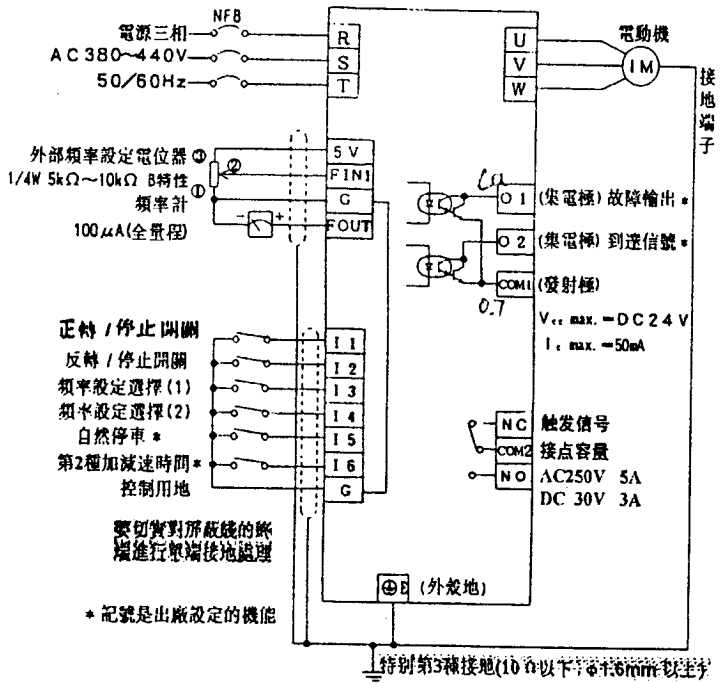 NFB
電源三相
AC380~440V
50/60Hz
R
S
T
U
V
W
電動機
IM
接地端子
外部頻率設定電位器 ③
②
1/4W 5kΩ~10kΩ B特性
①
頻率計
100μA(全量程)
- +
5V
FIN1
G
FOUT
O1 (集電極) 故障輸出*
O2 (集電極) 到達信號*
COM1 (發射極)
0.7
Vcc max.=DC24V
Ic max.=50mA
正轉/停止開關
反轉/停止開關
頻率設定選擇(1)
頻率設定選擇(2)
自然停車*
第2種加減速時間*
控制用地
I1
I2
I3
I4
I5
I6
G
NC 触发信号
COM2 接点容量
NO AC250V 5A
DC 30V 3A
要切實對屏蔽綫的終
端進行單端接地處理
E (外殼地)
* 記號是出廠設定的機能
特别第3種接地(10Ω以下,φ1.6mm以上)